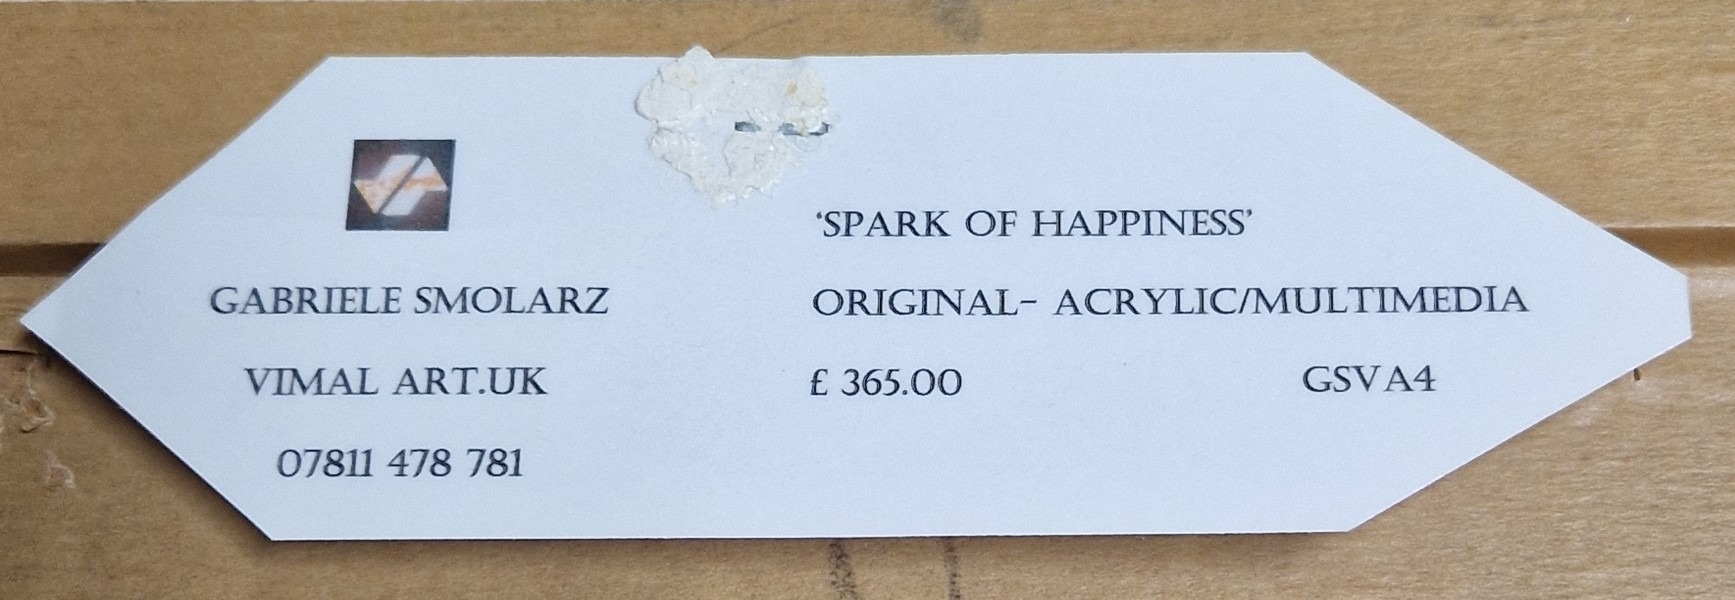 GABRIELE SMOLARZ
VIMAL ART.UK
07811 478 781
‘SPARK OF HAPPINESS’
ORIGINAL- ACRYLIC/MULTIMEDIA
£ 365.00 GSVA4